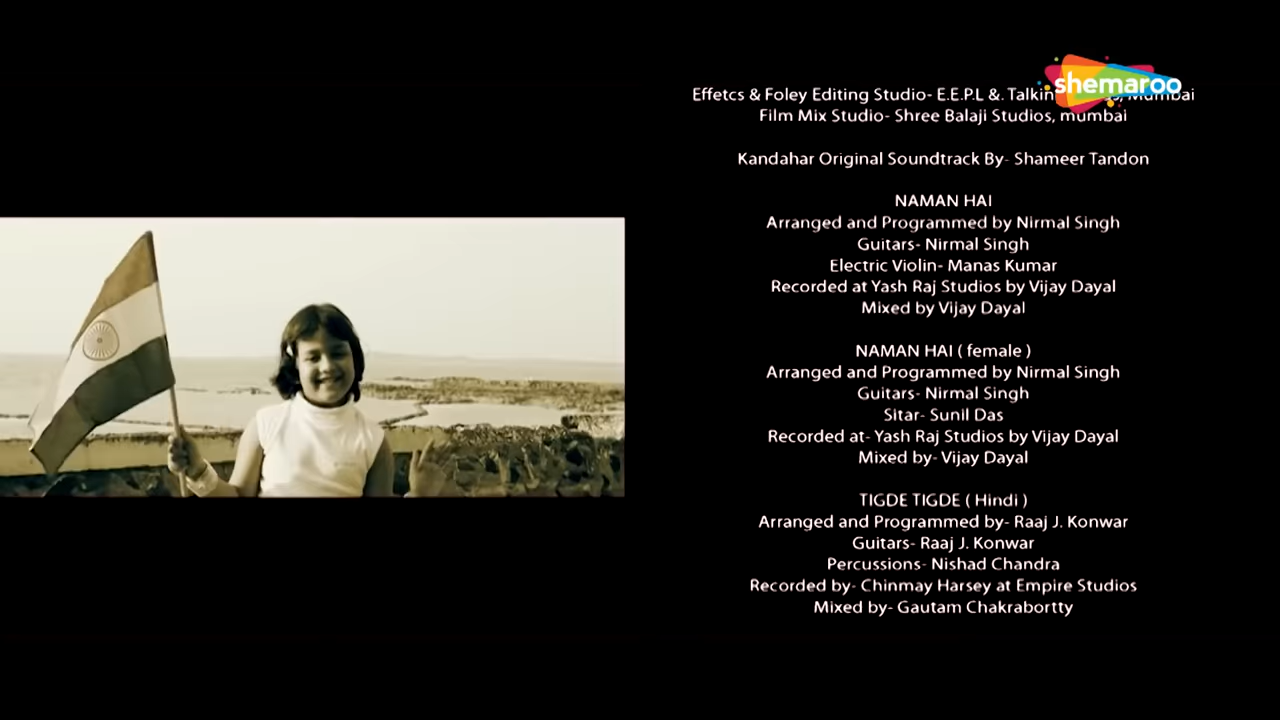 shemaroo
Effetcs & Foley Editing Studio- E.E.P.L &. Talkin Mumbai
Film Mix Studio- Shree Balaji Studios, mumbai
Kandahar Original Soundtrack By- Shameer Tandon
NAMAN HAI
Arranged and Programmed by Nirmal Singh
Guitars- Nirmal Singh
Electric Violin- Manas Kumar
Recorded at Yash Raj Studios by Vijay Dayal
Mixed by Vijay Dayal
NAMAN HAI ( female )
Arranged and Programmed by Nirmal Singh
Guitars- Nirmal Singh
Sitar- Sunil Das
Recorded at- Yash Raj Studios by Vijay Dayal
Mixed by- Vijay Dayal
TIGDE TIGDE ( Hindi )
Arranged and Programmed by- Raaj J. Konwar
Guitars- Raaj J. Konwar
Percussions- Nishad Chandra
Recorded by- Chinmay Harsey at Empire Studios
Mixed by- Gautam Chakrabortty